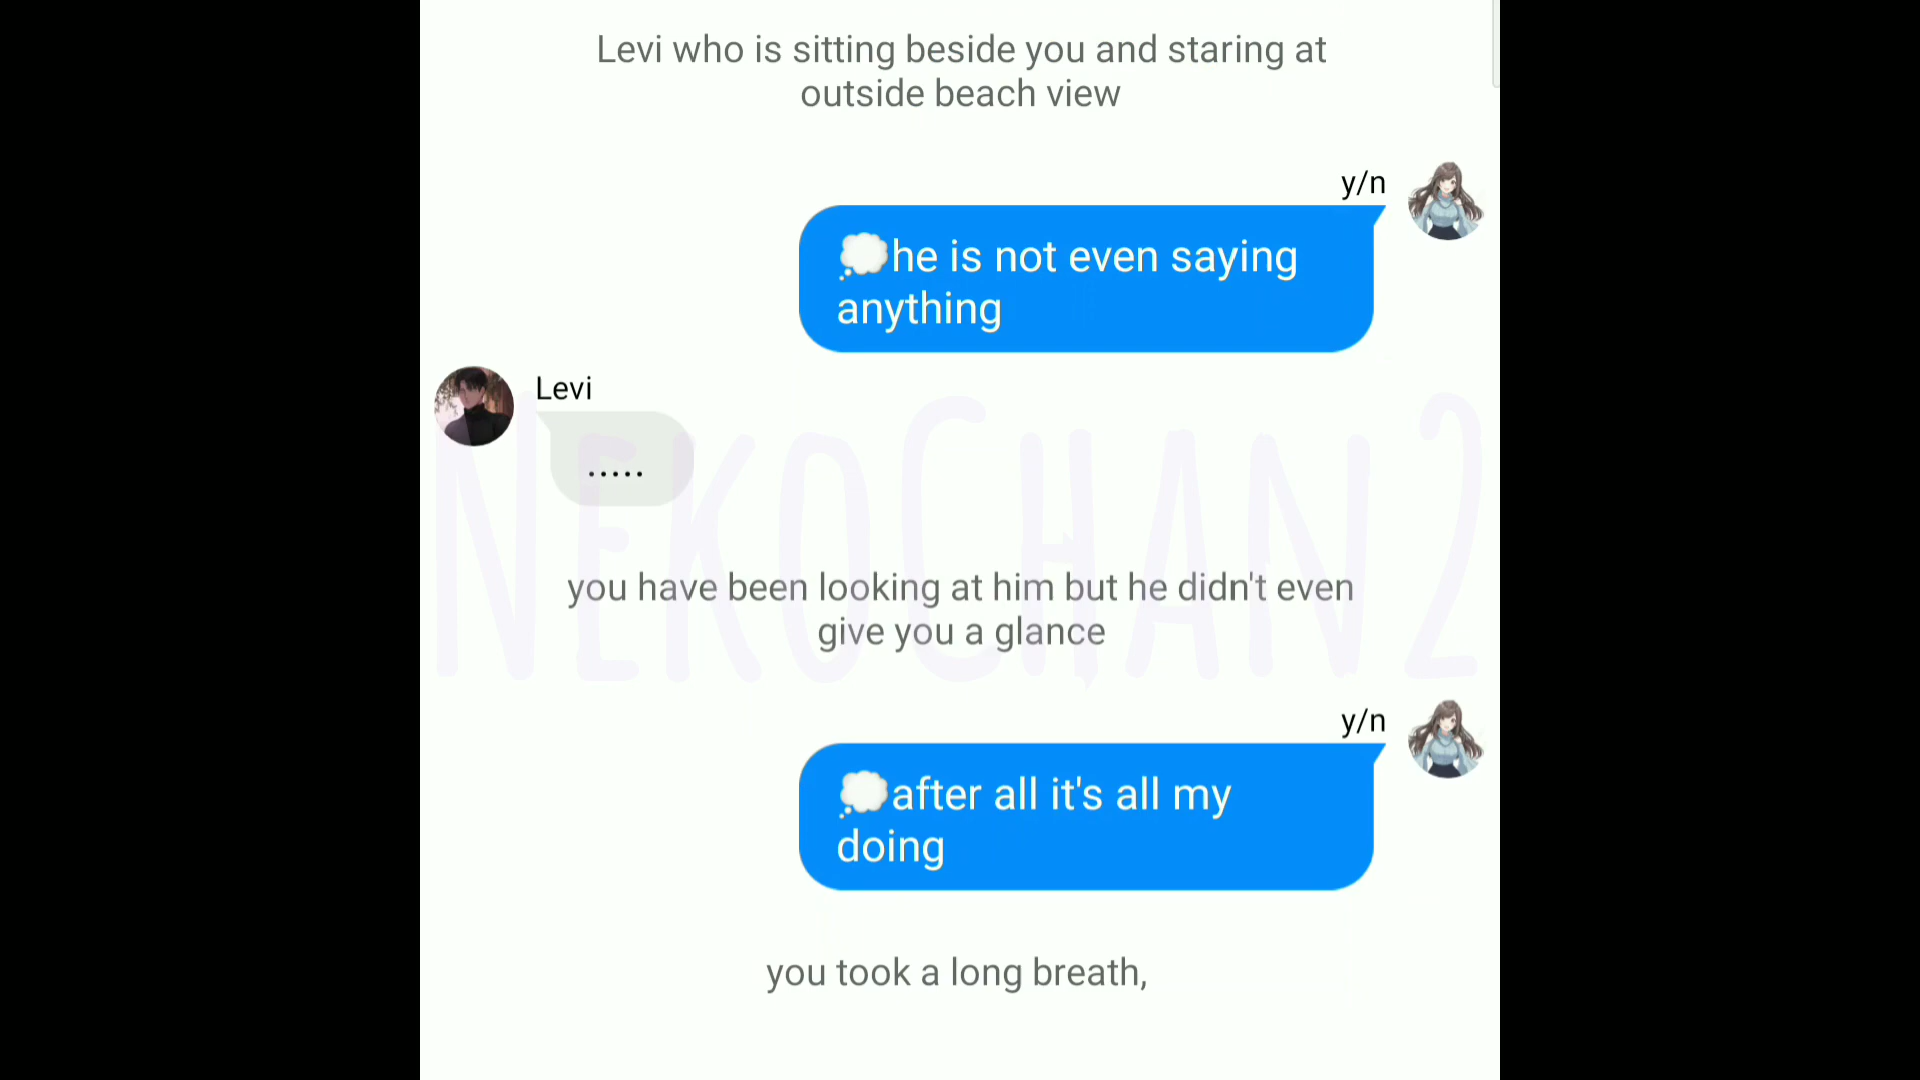 Levi who is sitting beside you and staring at
outside beach view
y/n
💭he is not even saying
anything
Levi
.....
NEKOCHAN2
you have been looking at him but he didn't even
give you a glance
y/n
💭after all it's all my
doing
you took a long breath,